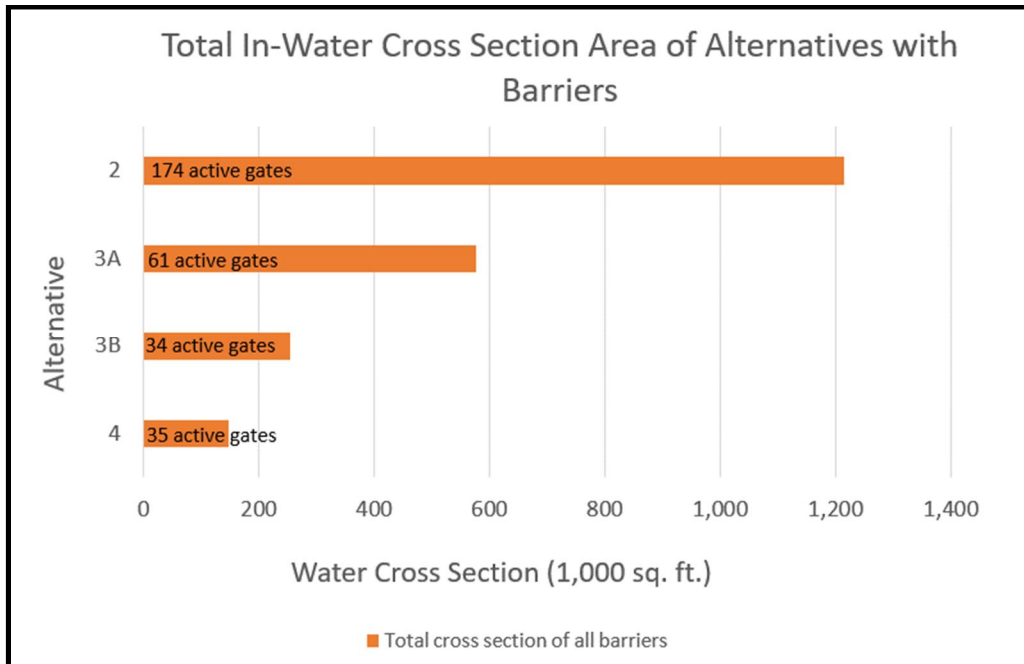 Total In-Water Cross Section Area of Alternatives with
Barriers
2
174 active gates
3A
61 active gates
3B
34 active gates
4
35 active gates
Alternative
0 200 400 600 800 1,000 1,200 1,400
Water Cross Section (1,000 sq. ft.)
Total cross section of all barriers